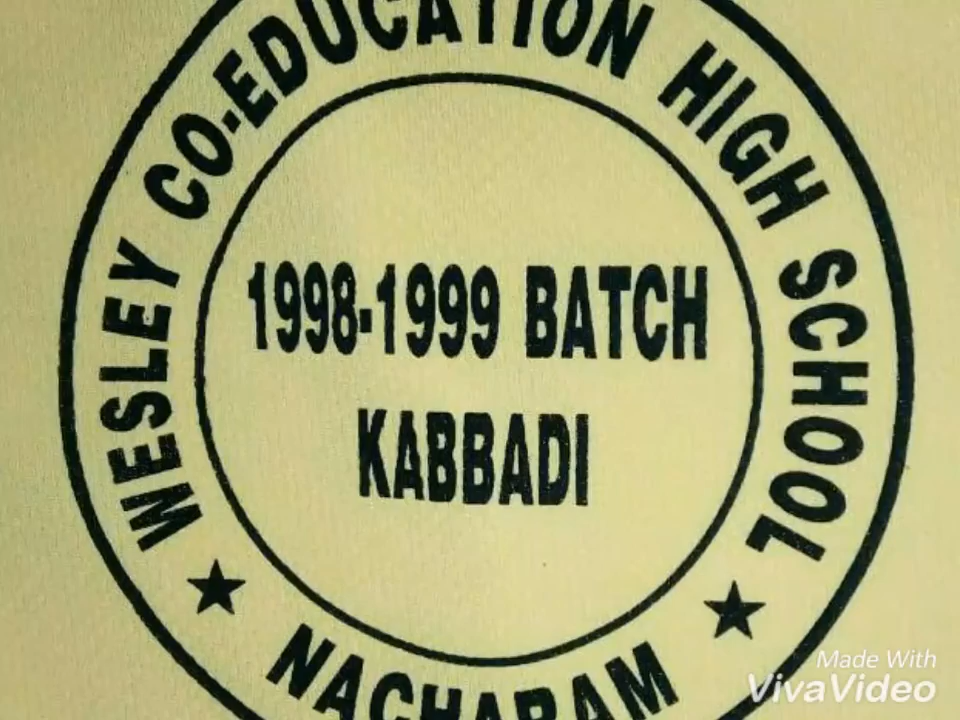 WESLEY CO-EDUCATION HIGH SCHOOL
1998-1999 BATCH
KABBADI
★ NACHARAM ★
Made With
VivaVideo